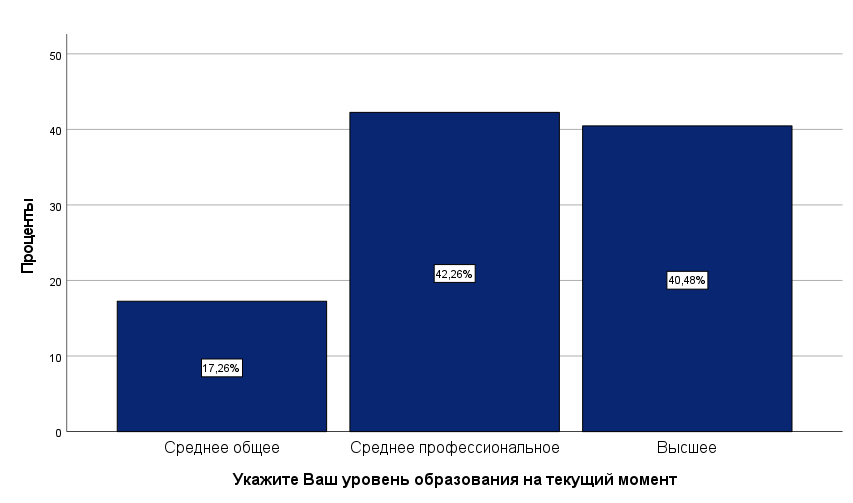 50
40
30
20
10
0
Проценты
17,26%
42,26%
40,48%
Среднее общее
Среднее профессиональное
Высшее
Укажите Ваш уровень образования на текущий момент